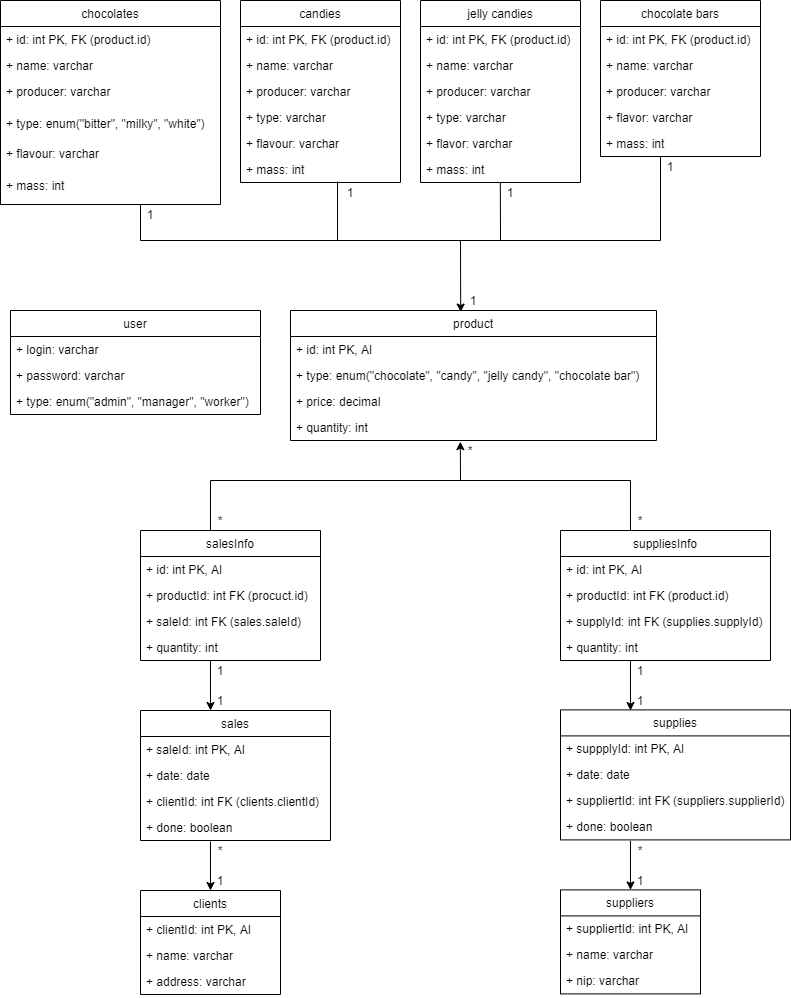 chocolates
+ id: int PK, FK (product.id)
+ name: varchar
+ producer: varchar
+ type: enum("bitter", "milky", "white")
+ flavour: varchar
+ mass: int
1
candies
+ id: int PK, FK (product.id)
+ name: varchar
+ producer: varchar
+ type: varchar
+ flavour: varchar
+ mass: int
1
jelly candies
+ id: int PK, FK (product.id)
+ name: varchar
+ producer: varchar
+ type: varchar
+ flavor: varchar
+ mass: int
1
chocolate bars
+ id: int PK, FK (product.id)
+ name: varchar
+ producer: varchar
+ flavor: varchar
+ mass: int
1
1
user
+ login: varchar
+ password: varchar
+ type: enum("admin", "manager", "worker")
product
+ id: int PK, AI
+ type: enum("chocolate", "candy", "jelly candy", "chocolate bar")
+ price: decimal
+ quantity: int
*
*
salesInfo
+ id: int PK, AI
+ productId: int FK (procuct.id)
+ saleId: int FK (sales.saleId)
+ quantity: int
1
1
sales
+ saleId: int PK, AI
+ date: date
+ clientId: int FK (clients.clientId)
+ done: boolean
*
1
clients
+ clientId: int PK, AI
+ name: varchar
+ address: varchar
*
suppliesInfo
+ id: int PK, AI
+ productId: int FK (product.id)
+ supplyId: int FK (supplies.supplyId)
+ quantity: int
1
1
supplies
+ suppplyId: int PK, AI
+ date: date
+ suppliertId: int FK (suppliers.supplierId)
+ done: boolean
*
1
suppliers
+ suppliertId: int PK, AI
+ name: varchar
+ nip: varchar